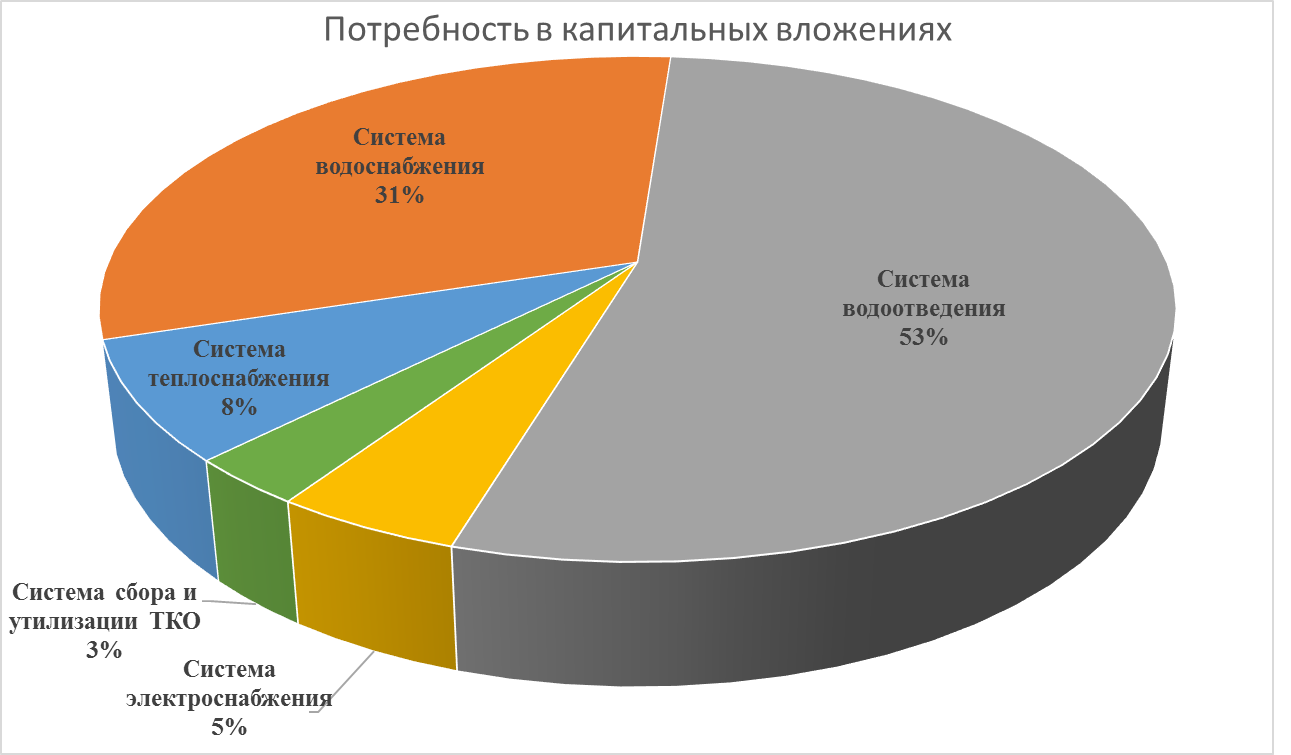 Потребность в капитальных вложениях
Система
водоснабжения
31%
Система
водоотведения
53%
Система
теплоснабжения
8%
Система сбора и
утилизации ТКО
3%
Система
электроснабжения
5%